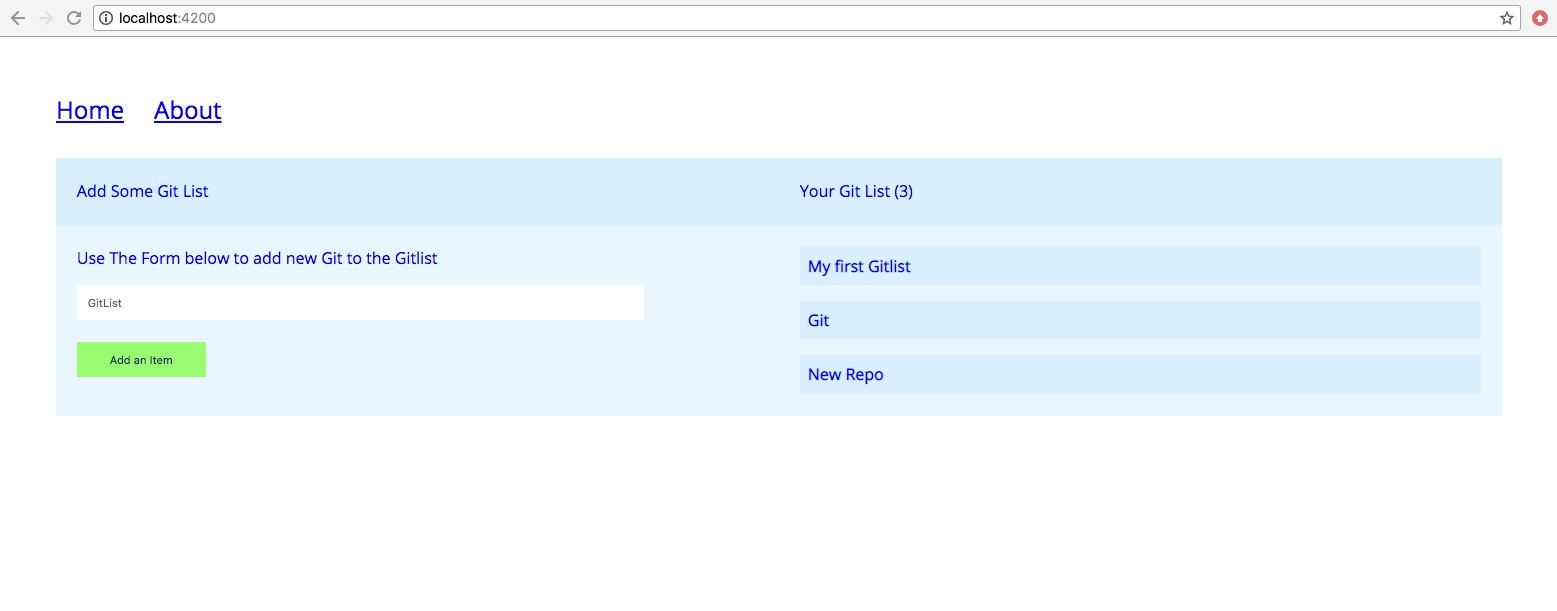 localhost:4200
Home About
Add Some Git List
Your Git List (3)
Use The Form below to add new Git to the Gitlist
GitList
Add an Item
My first Gitlist
Git
New Repo